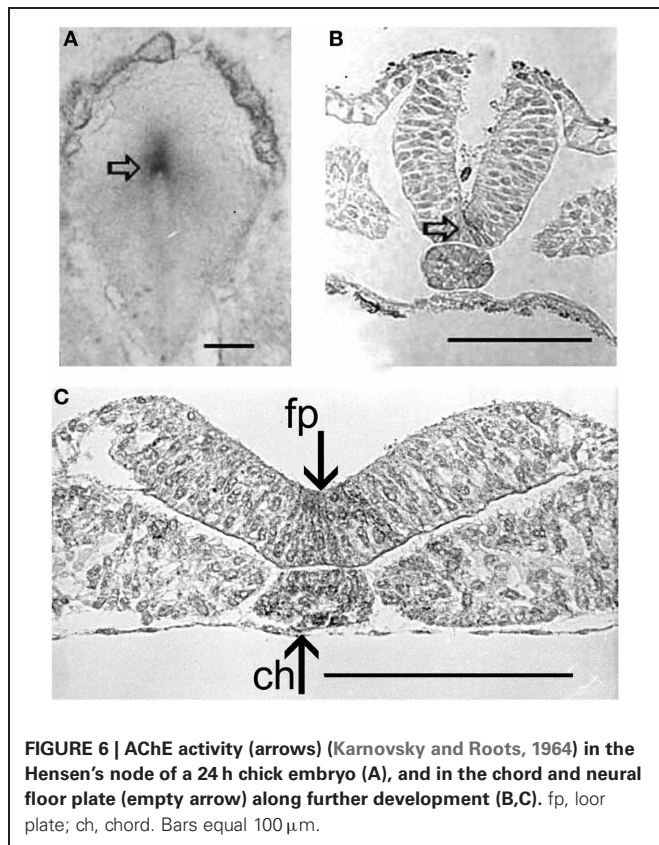 A
B
C
fp
ch
FIGURE 6 | AChE activity (arrows) (Karnovsky and Roots, 1964) in the
Hensen's node of a 24 h chick embryo (A), and in the chord and neural
floor plate (empty arrow) along further development (B,C). fp, loor
plate; ch, chord. Bars equal 100 μm.